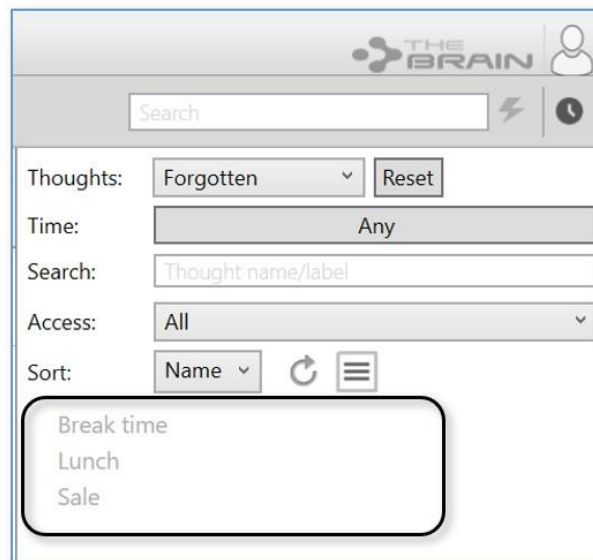 THE
BRAIN
Search
Thoughts: Forgotten Reset
Time: Any
Search: Thought name/label
Access: All
Sort: Name
Break time
Lunch
Sale